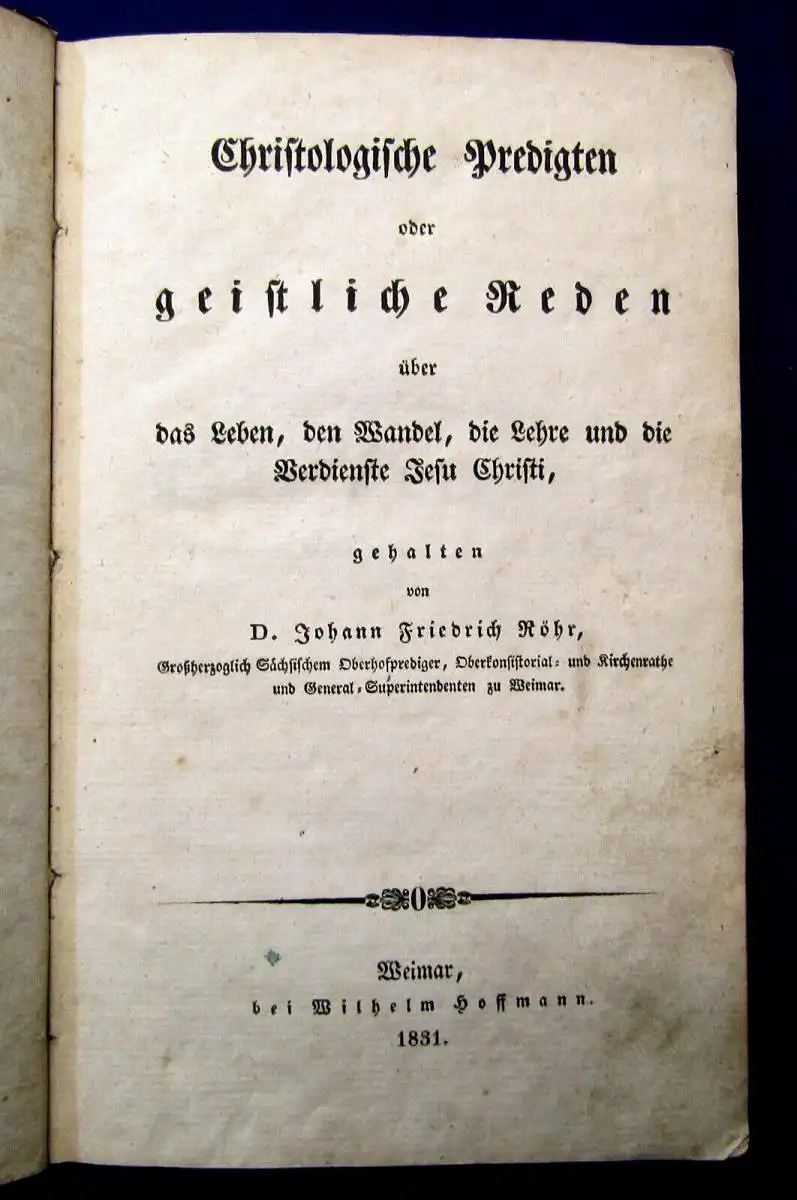 Christologische Predigten
oder
geistliche Reden
über
das Leben, den Wandel, die Lehre und die
Verdienste Jesu Christi,
gehalten
von
D. Johann Friedrich Röhr,
Großherzoglich Sächsischem Oberhofprediger, Oberkonsistorial- und Kirchenrathe
und General-Superintendenten zu Weimar.
Weimar,
bei Wilhelm Hoffmann.
1831.